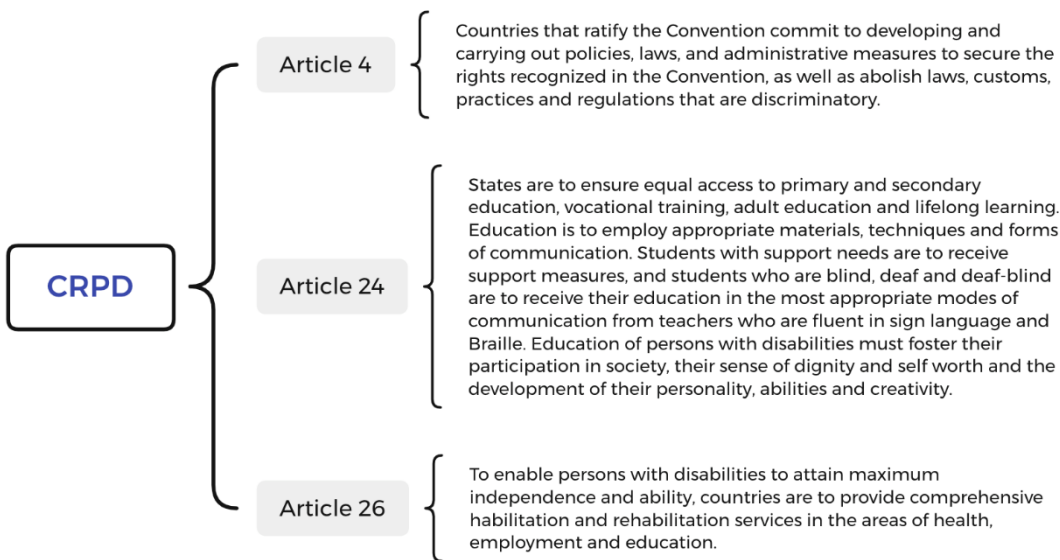 CRPD
Article 4
Countries that ratify the Convention commit to developing and
carrying out policies, laws, and administrative measures to secure the
rights recognized in the Convention, as well as abolish laws, customs,
practices and regulations that are discriminatory.
Article 24
States are to ensure equal access to primary and secondary
education, vocational training, adult education and lifelong learning.
Education is to employ appropriate materials, techniques and forms
of communication. Students with support needs are to receive
support measures, and students who are blind, deaf and deaf-blind
are to receive their education in the most appropriate modes of
communication from teachers who are fluent in sign language and
Braille. Education of persons with disabilities must foster their
participation in society, their sense of dignity and self worth and the
development of their personality, abilities and creativity.
Article 26
To enable persons with disabilities to attain maximum
independence and ability, countries are to provide comprehensive
habilitation and rehabilitation services in the areas of health,
employment and education.